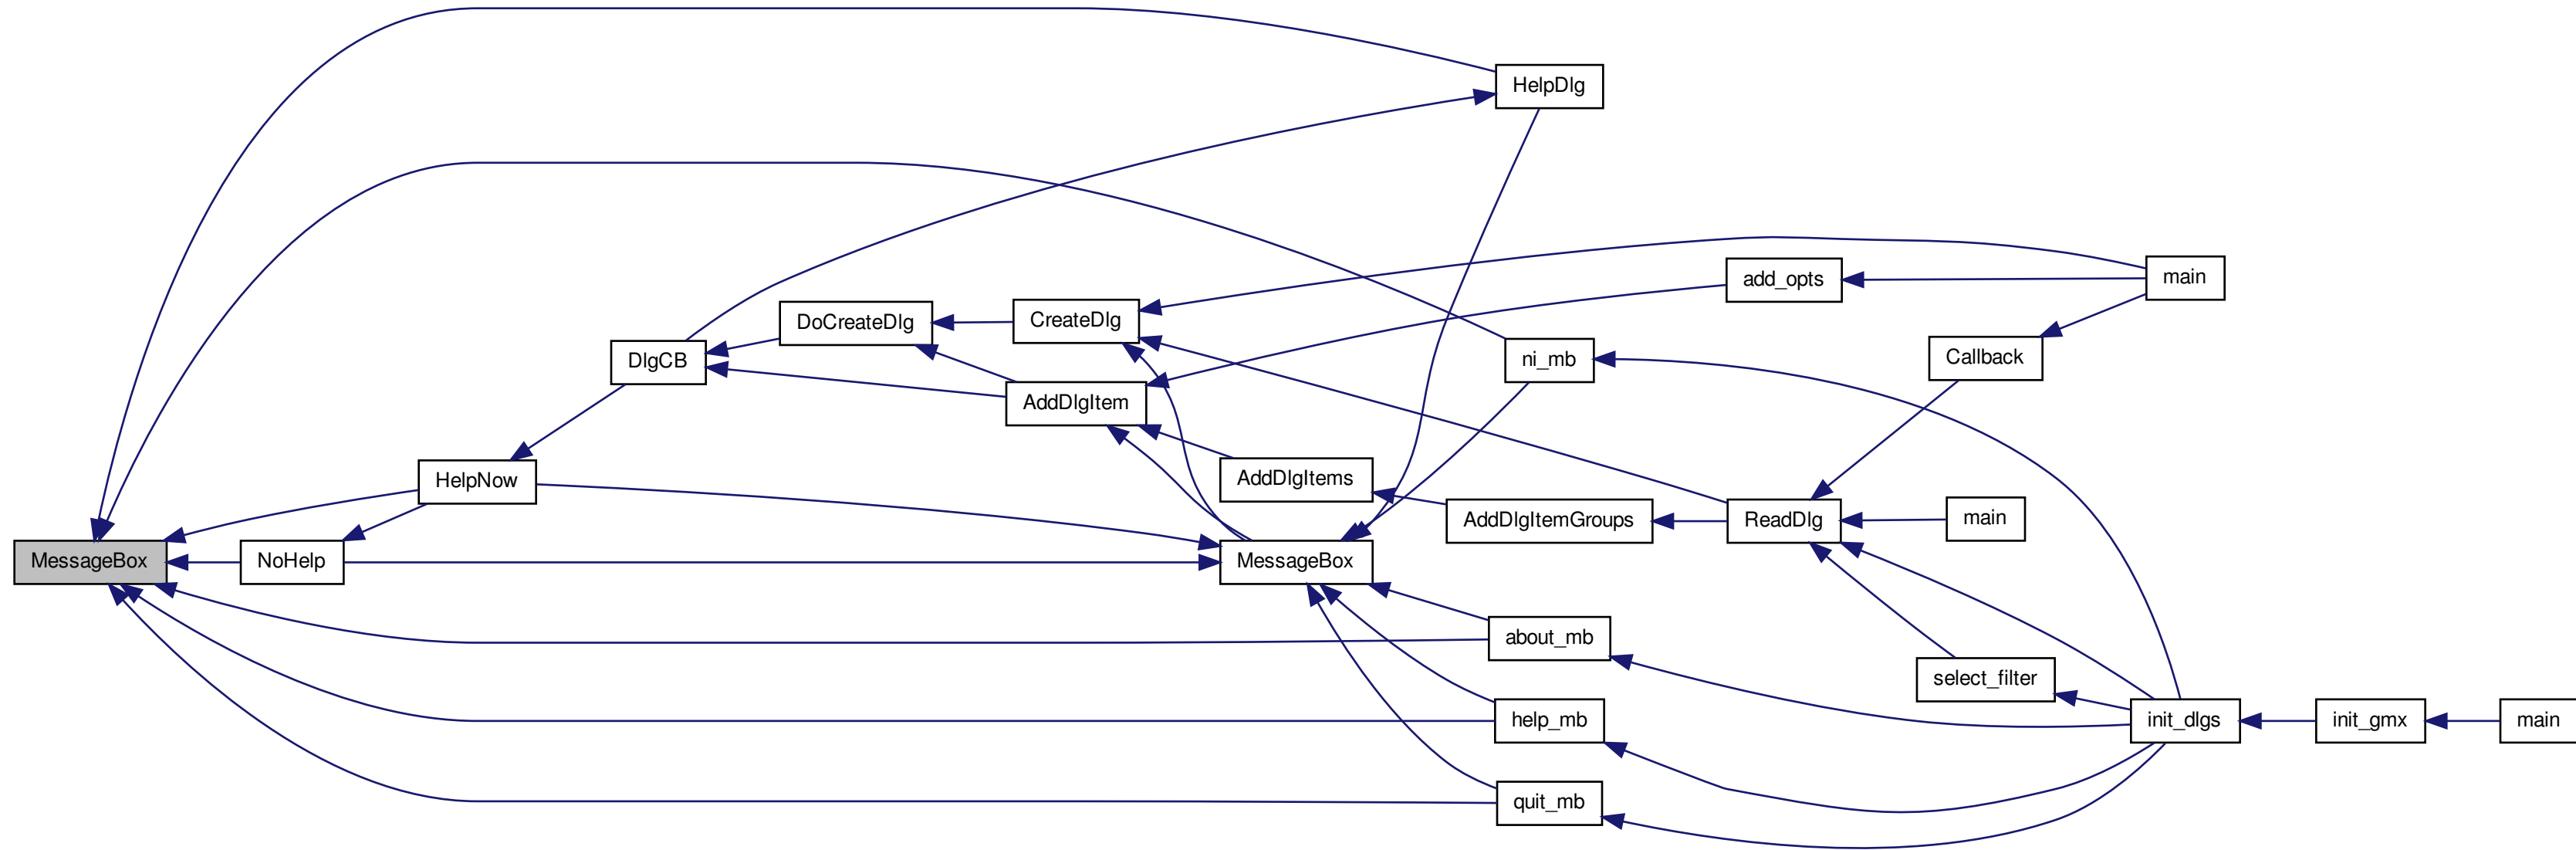 HelpDlg
main
add_opts
DoCreateDlg
CreateDlg
DlgCB
ni_mb
Callback
AddDlgItem
HelpNow
AddDlgItems
AddDlgItemGroups
ReadDlg
main
MessageBox
NoHelp
MessageBox
about_mb
select_filter
help_mb
init_dlgs
init_gmx
main
quit_mb